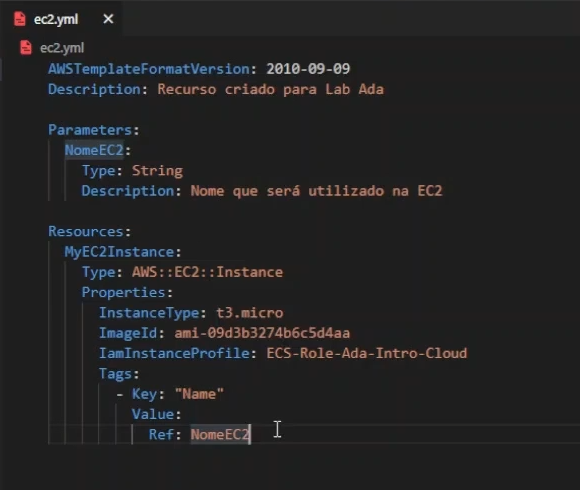 ec2.yml
ec2.yml
AWSTemplateFormatVersion: 2010-09-09
Description: Recurso criado para Lab Ada
Parameters:
NomeEC2:
Type: String
Description: Nome que será utilizado na EC2
Resources:
MyEC2Instance:
Type: AWS::EC2::Instance
Properties:
InstanceType: t3.micro
ImageId: ami-09d3b3274b6c5d4aa
IamInstanceProfile: ECS-Role-Ada-Intro-Cloud
Tags:
- Key: "Name"
Value:
Ref: NomeEC2